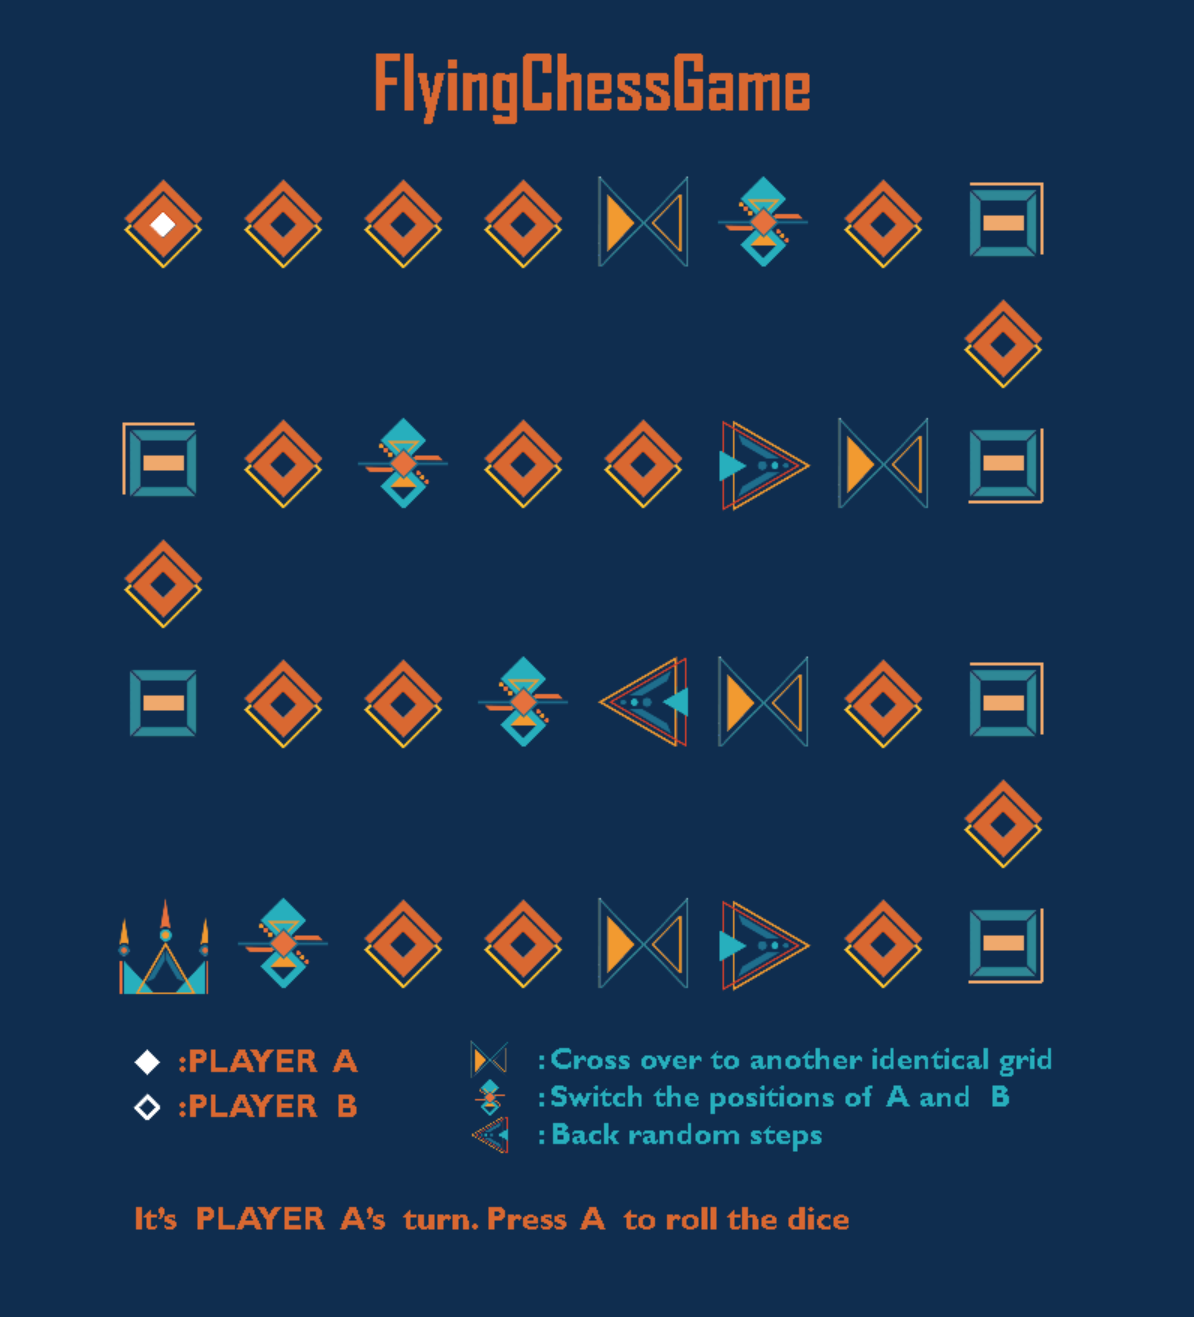 FlyingChessGame
:PLAYER A
:PLAYER B
:Cross over to another identical grid
:Switch the positions of A and B
:Back random steps
It's PLAYER A's turn. Press A to roll the dice